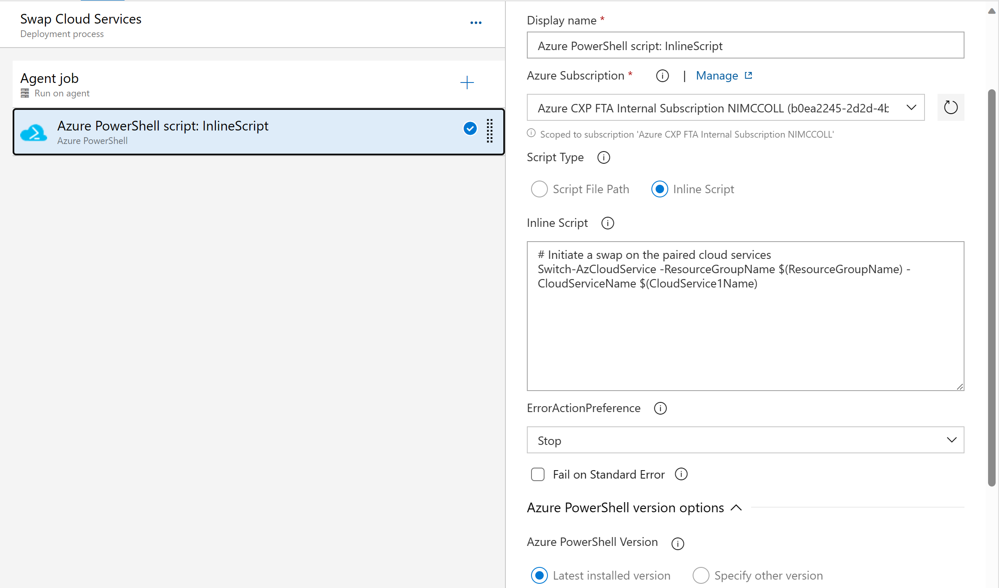 Swap Cloud Services
Deployment process
Agent job
Run on agent
Azure PowerShell script: InlineScript
Azure PowerShell
Display name *
Azure PowerShell script: InlineScript
Azure Subscription * | Manage
Azure CXP FTA Internal Subscription NIMCCOLL (b0ea2245-2d2d-4b
Scoped to subscription 'Azure CXP FTA Internal Subscription NIMCCOLL'
Script Type
Script File Path Inline Script
Inline Script
# Initiate a swap on the paired cloud services
Switch-AzCloudService -ResourceGroupName $(ResourceGroupName) -
CloudServiceName $(CloudService1Name)
ErrorActionPreference
Stop
Fail on Standard Error
Azure PowerShell version options
Azure PowerShell Version
Latest installed version Specify other version